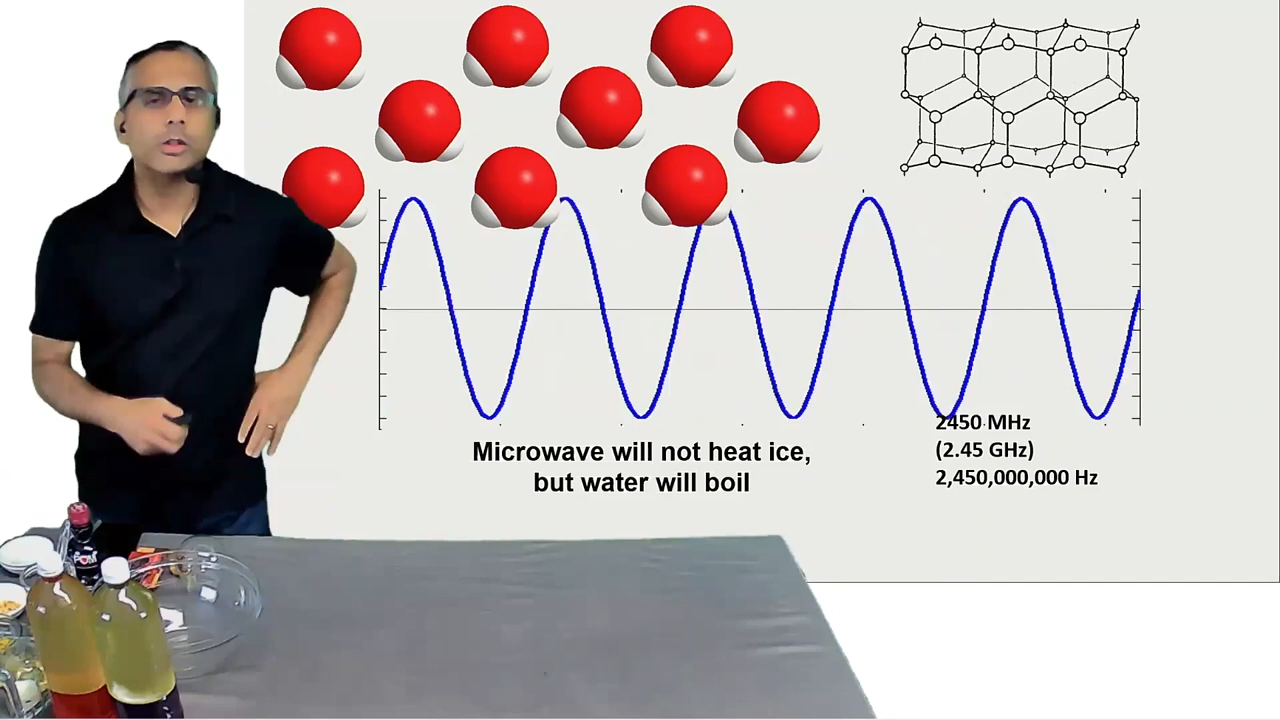 Microwave will not heat ice,
but water will boil
2450 MHz
(2.45 GHz)
2,450,000,000 Hz
POM